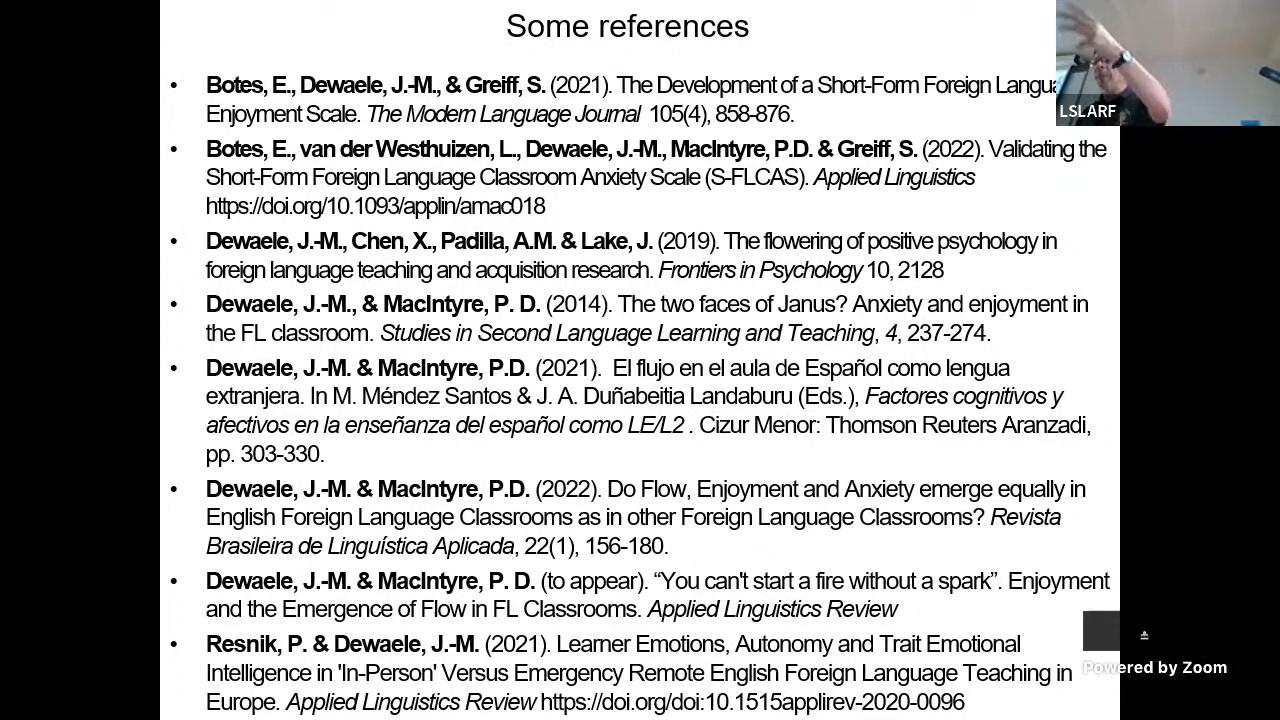 Some references
• Botes, E., Dewaele, J.-M., & Greiff, S. (2021). The Development of a Short-Form Foreign
Enjoyment Scale. The Modern Language Journal 105(4), 858-876.
LSLARF
• Botes, E., van der Westhuizen, L., Dewaele, J.-M., MacIntyre, P.D. & Greiff, S. (2022). Validating the
Short-Form Foreign Language Classroom Anxiety Scale (S-FLCAS). Applied Linguistics
https://doi.org/10.1093/applin/amac018
• Dewaele, J.-M., Chen, X., Padilla, A.M. & Lake, J. (2019). The flowering of positive psychology in
foreign language teaching and acquisition research. Frontiers in Psychology 10, 2128
• Dewaele, J.-M., & MacIntyre, P. D. (2014). The two faces of Janus? Anxiety and enjoyment in
the FL classroom. Studies in Second Language Learning and Teaching, 4, 237-274.
• Dewaele, J.-M. & MacIntyre, P.D. (2021). El flujo en el aula de Español como lengua
extranjera. In M. Méndez Santos & J. A. Duñabeitia Landaburu (Eds.), Factores cognitivos y
afectivos en la enseñanza del español como LE/L2 . Cizur Menor: Thomson Reuters Aranzadi,
pp. 303-330.
• Dewaele, J.-M. & MacIntyre, P.D. (2022). Do Flow, Enjoyment and Anxiety emerge equally in
English Foreign Language Classrooms as in other Foreign Language Classrooms? Revista
Brasileira de Linguística Aplicada, 22(1), 156-180.
• Dewaele, J.-M. & MacIntyre, P. D. (to appear). “You can't start a fire without a spark”. Enjoyment
and the Emergence of Flow in FL Classrooms. Applied Linguistics Review
• Resnik, P. & Dewaele, J.-M. (2021). Learner Emotions, Autonomy and Trait Emotional
Intelligence in 'In-Person' Versus Emergency Remote English Foreign Language Teaching in
Europe. Applied Linguistics Review https://doi.org/doi:10.1515applirev-2020-0096
Powered by Zoom